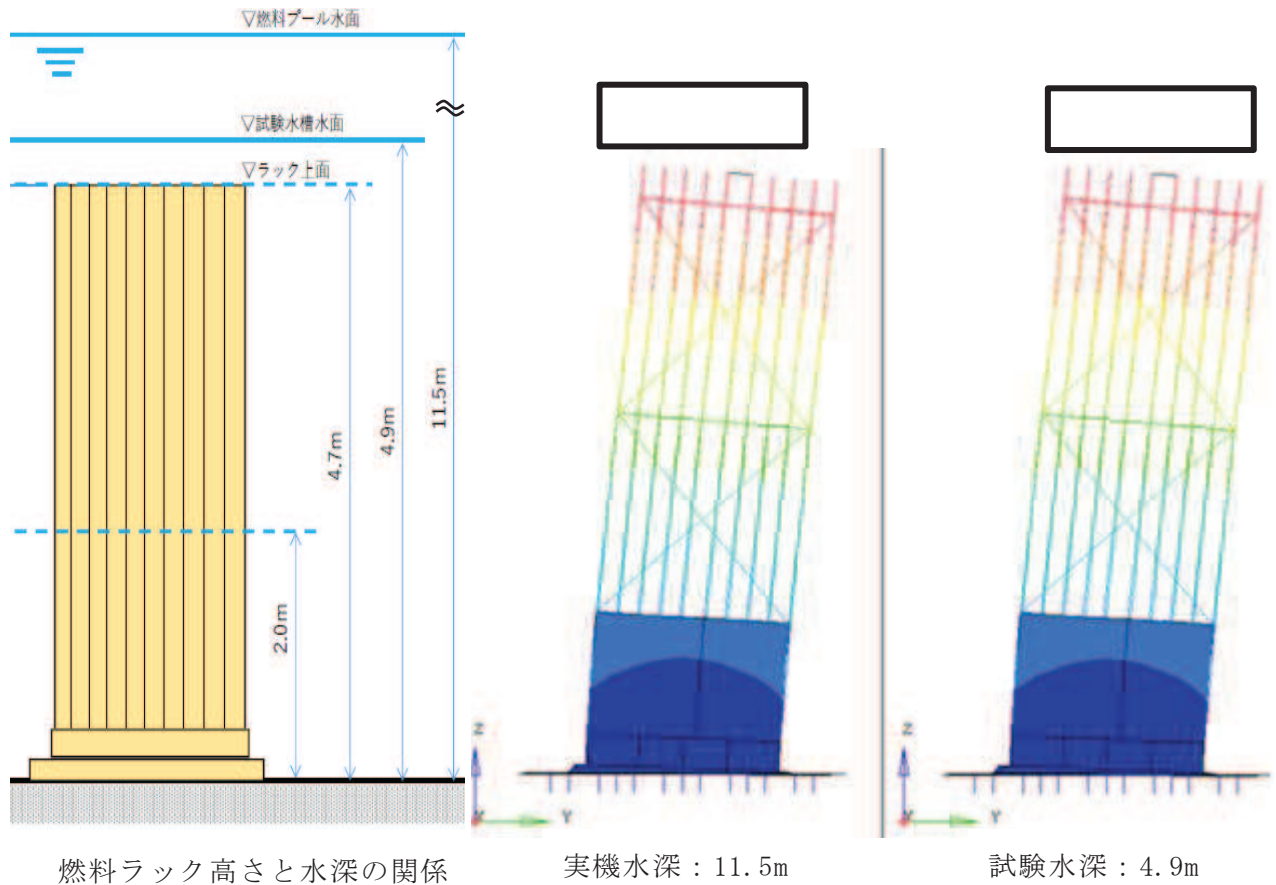 ▽燃料プール水面
▽試験水槽水面
▽ラック上面
11.5m
4.9m
4.7m
2.0m
Z
Y
Z
Y
燃料ラック高さと水深の関係
実機水深：11.5m
試験水深：4.9m